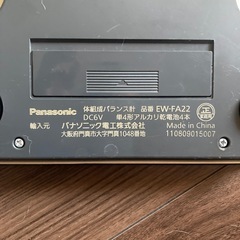 Panasonic 体組成バランス計 品番 EW-FA22
DC6V 単4形アルカリ乾電池4本
輸入元 パナソニック電工株式会社 Made in China
大阪府門真市大字門真1048番地 110809015007